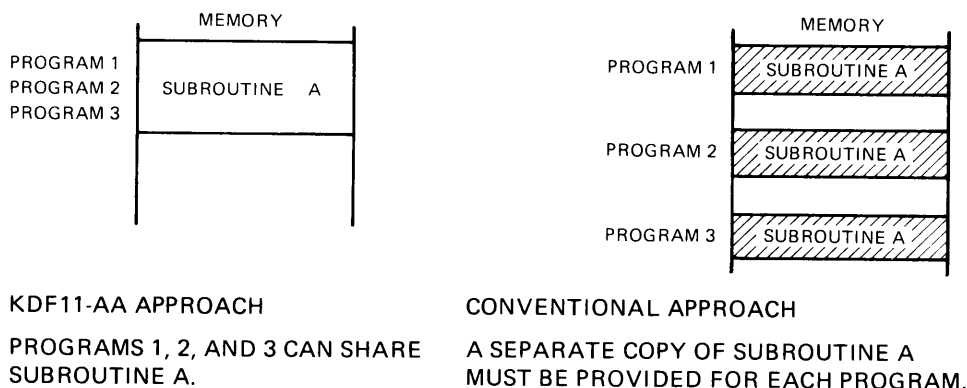 MEMORY
PROGRAM 1
PROGRAM 2
PROGRAM 3
SUBROUTINE A
KDF11-AA APPROACH
PROGRAMS 1, 2, AND 3 CAN SHARE
SUBROUTINE A.
MEMORY
PROGRAM 1
SUBROUTINE A
PROGRAM 2
SUBROUTINE A
PROGRAM 3
SUBROUTINE A
CONVENTIONAL APPROACH
A SEPARATE COPY OF SUBROUTINE A
MUST BE PROVIDED FOR EACH PROGRAM.